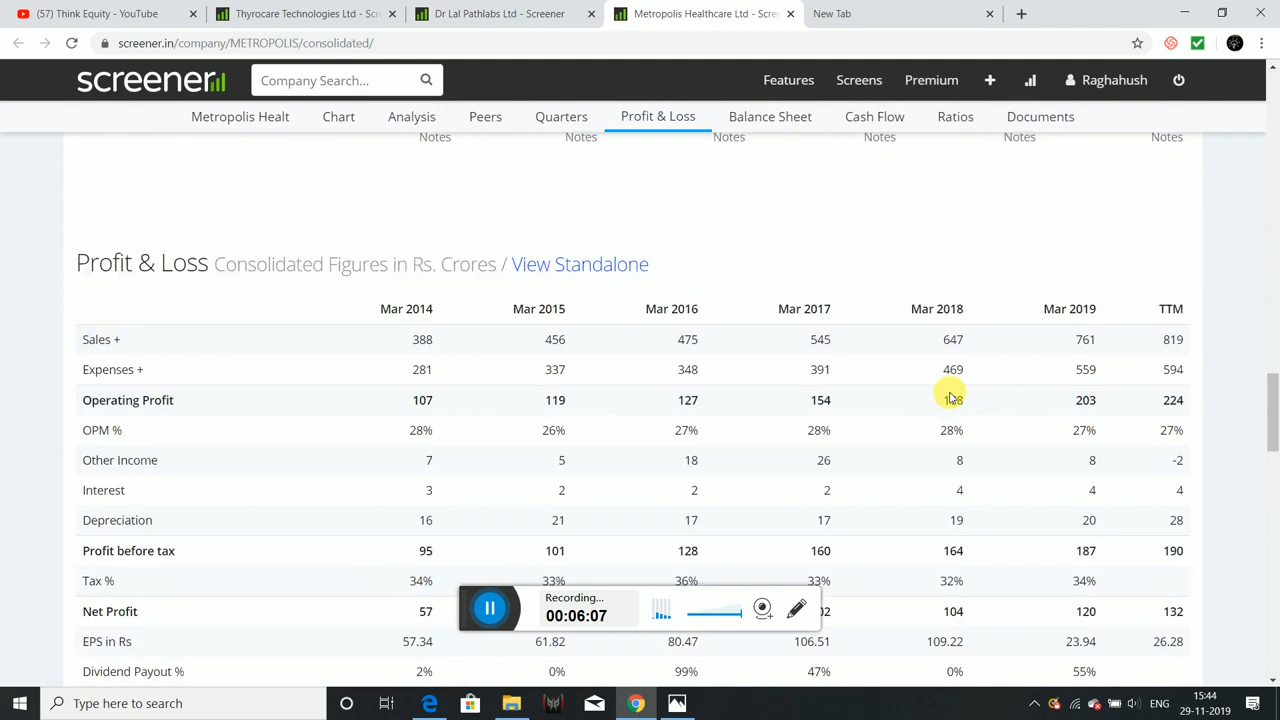 (57) Think Equity - YouTube
Thyrocare Technologies Ltd - Scr
Dr Lal Pathlabs Ltd - Screener
Metropolis Healthcare Ltd - Scre
New Tab
screener.in/company/METROPOLIS/consolidated/
screener
Company Search...
Features
Screens
Premium
Raghahush
Metropolis Healt
Chart
Analysis
Peers
Quarters
Profit & Loss
Balance Sheet
Cash Flow
Ratios
Documents
Notes Notes Notes Notes Notes Notes
Profit & Loss Consolidated Figures in Rs. Crores / View Standalone
Mar 2014 Mar 2015 Mar 2016 Mar 2017 Mar 2018 Mar 2019 TTM
Sales + 388 456 475 545 647 761 819
Expenses + 281 337 348 391 469 559 594
Operating Profit 107 119 127 154 203 224
OPM % 28% 26% 27% 28% 28% 27% 27%
Other Income 7 5 18 26 8 8 -2
Interest 3 2 2 2 4 4 4
Depreciation 16 21 17 17 19 20 28
Profit before tax 95 101 128 160 164 187 190
Tax % 34% 33% 36% 33% 32% 34%
Net Profit 57 104 120 132
EPS in Rs 57.34 61.82 80.47 106.51 109.22 23.94 26.28
Dividend Payout % 2% 0% 99% 47% 0% 55%
Recording...
00:06:07
Type here to search
ENG
15:44
29-11-2019